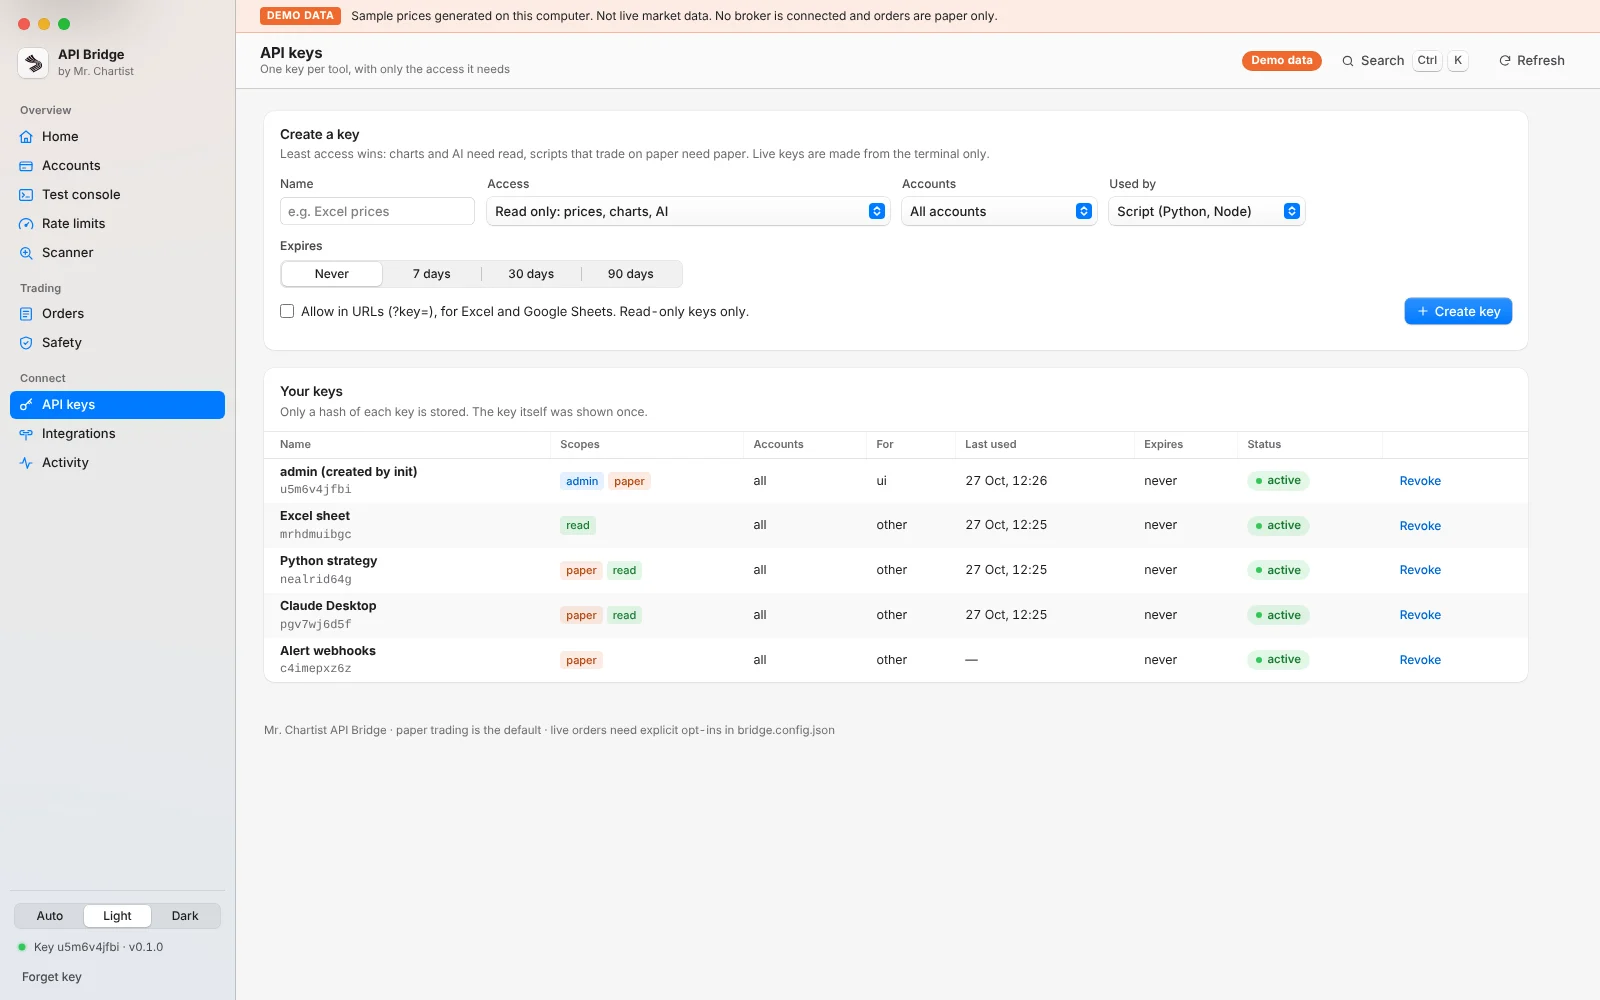 DEMO DATA Sample prices generated on this computer. Not live market data. No broker is connected and orders are paper only.
API Bridge
by Mr. Chartist
Overview
Home
Accounts
Test console
Rate limits
Scanner
Trading
Orders
Safety
Connect
API keys
Integrations
Activity
Auto Light Dark
Key u5m6v4jfbi · v0.1.0
Forget key
API keys
One key per tool, with only the access it needs
Demo data Search Ctrl K Refresh
Create a key
Least access wins: charts and AI need read, scripts that trade on paper need paper. Live keys are made from the terminal only.
Name Access Accounts Used by
e.g. Excel prices Read only: prices, charts, AI All accounts Script (Python, Node)
Expires
Never 7 days 30 days 90 days
Allow in URLs (?key=), for Excel and Google Sheets. Read-only keys only.
+ Create key
Your keys
Only a hash of each key is stored. The key itself was shown once.
Name Scopes Accounts For Last used Expires Status
admin (created by init)
u5m6v4jfbi
admin paper all ui 27 Oct, 12:26 never active Revoke
Excel sheet
mrhdmuibgc
read all other 27 Oct, 12:25 never active Revoke
Python strategy
nealrid64g
paper read all other 27 Oct, 12:25 never active Revoke
Claude Desktop
pgv7wj6d5f
paper read all other 27 Oct, 12:25 never active Revoke
Alert webhooks
c4imepxz6z
paper all other — never active Revoke
Mr. Chartist API Bridge · paper trading is the default · live orders need explicit opt-ins in bridge.config.json